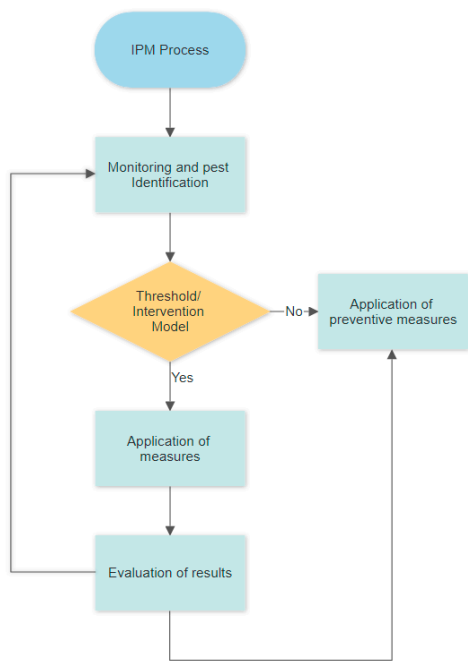 IPM Process
Monitoring and pest
Identification
Threshold/
Intervention
Model
No
Application of
preventive measures
Yes
Application of
measures
Evaluation of results